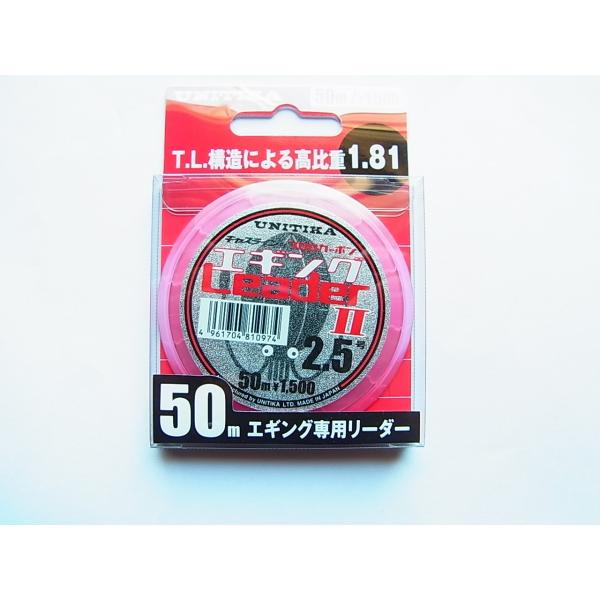 UNITIKA
50m/
T.L.構造による高比重1.81
UNITIKA
キャスライン
エギング
Leader
II
2.5号
4 961704 810974
50m ¥1,500
by UNITIKA LTD. MADE IN JAPAN
50m エギング専用リーダー